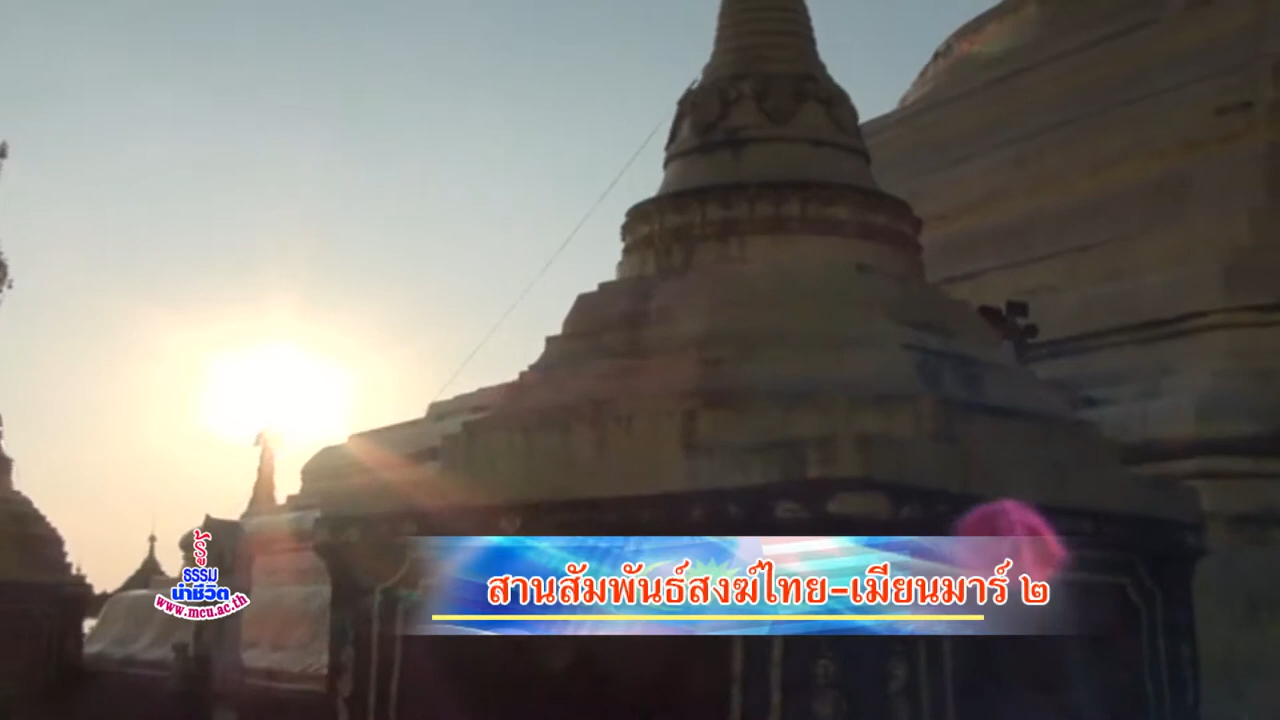 รู้
ธรรม
นำชีวิต
www.mcu.ac.th
สานสัมพันธ์สงฆ์ไทย-เมียนมาร์ ๒